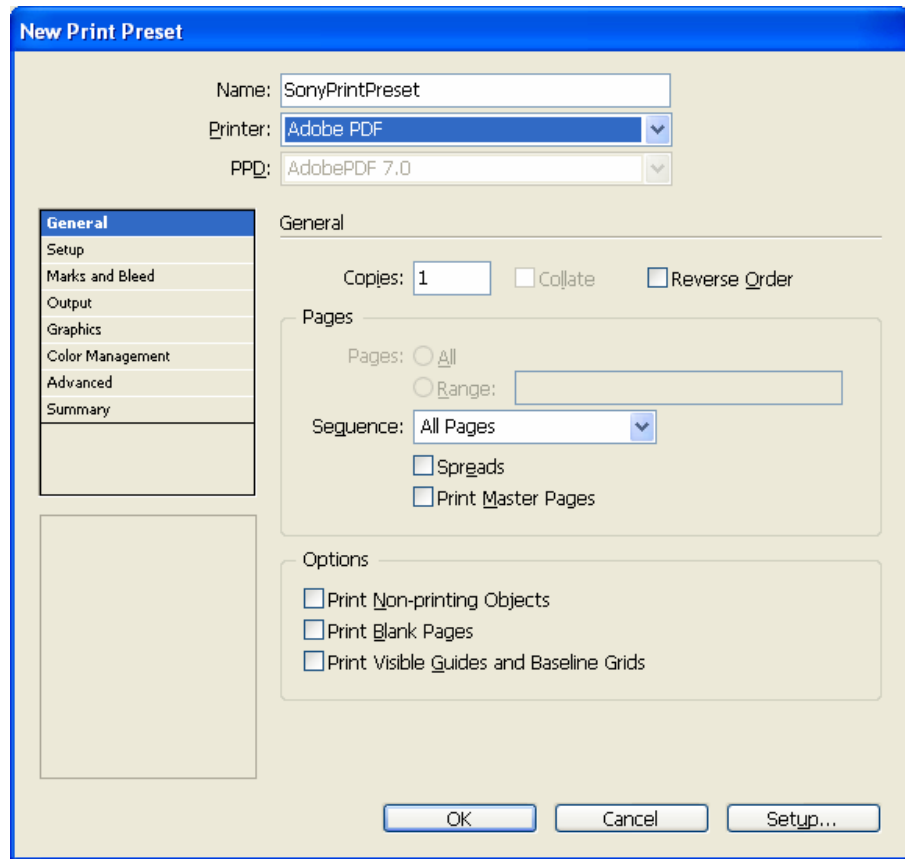 New Print Preset
Name: SonyPrintPreset
Printer: Adobe PDF
PPD: AdobePDF 7.0
General
Setup
Marks and Bleed
Output
Graphics
Color Management
Advanced
Summary
General
Copies: 1 Collate Reverse Order
Pages
Pages: All
Range:
Sequence: All Pages
Spreads
Print Master Pages
Options
Print Non-printing Objects
Print Blank Pages
Print Visible Guides and Baseline Grids
OK Cancel Setup...